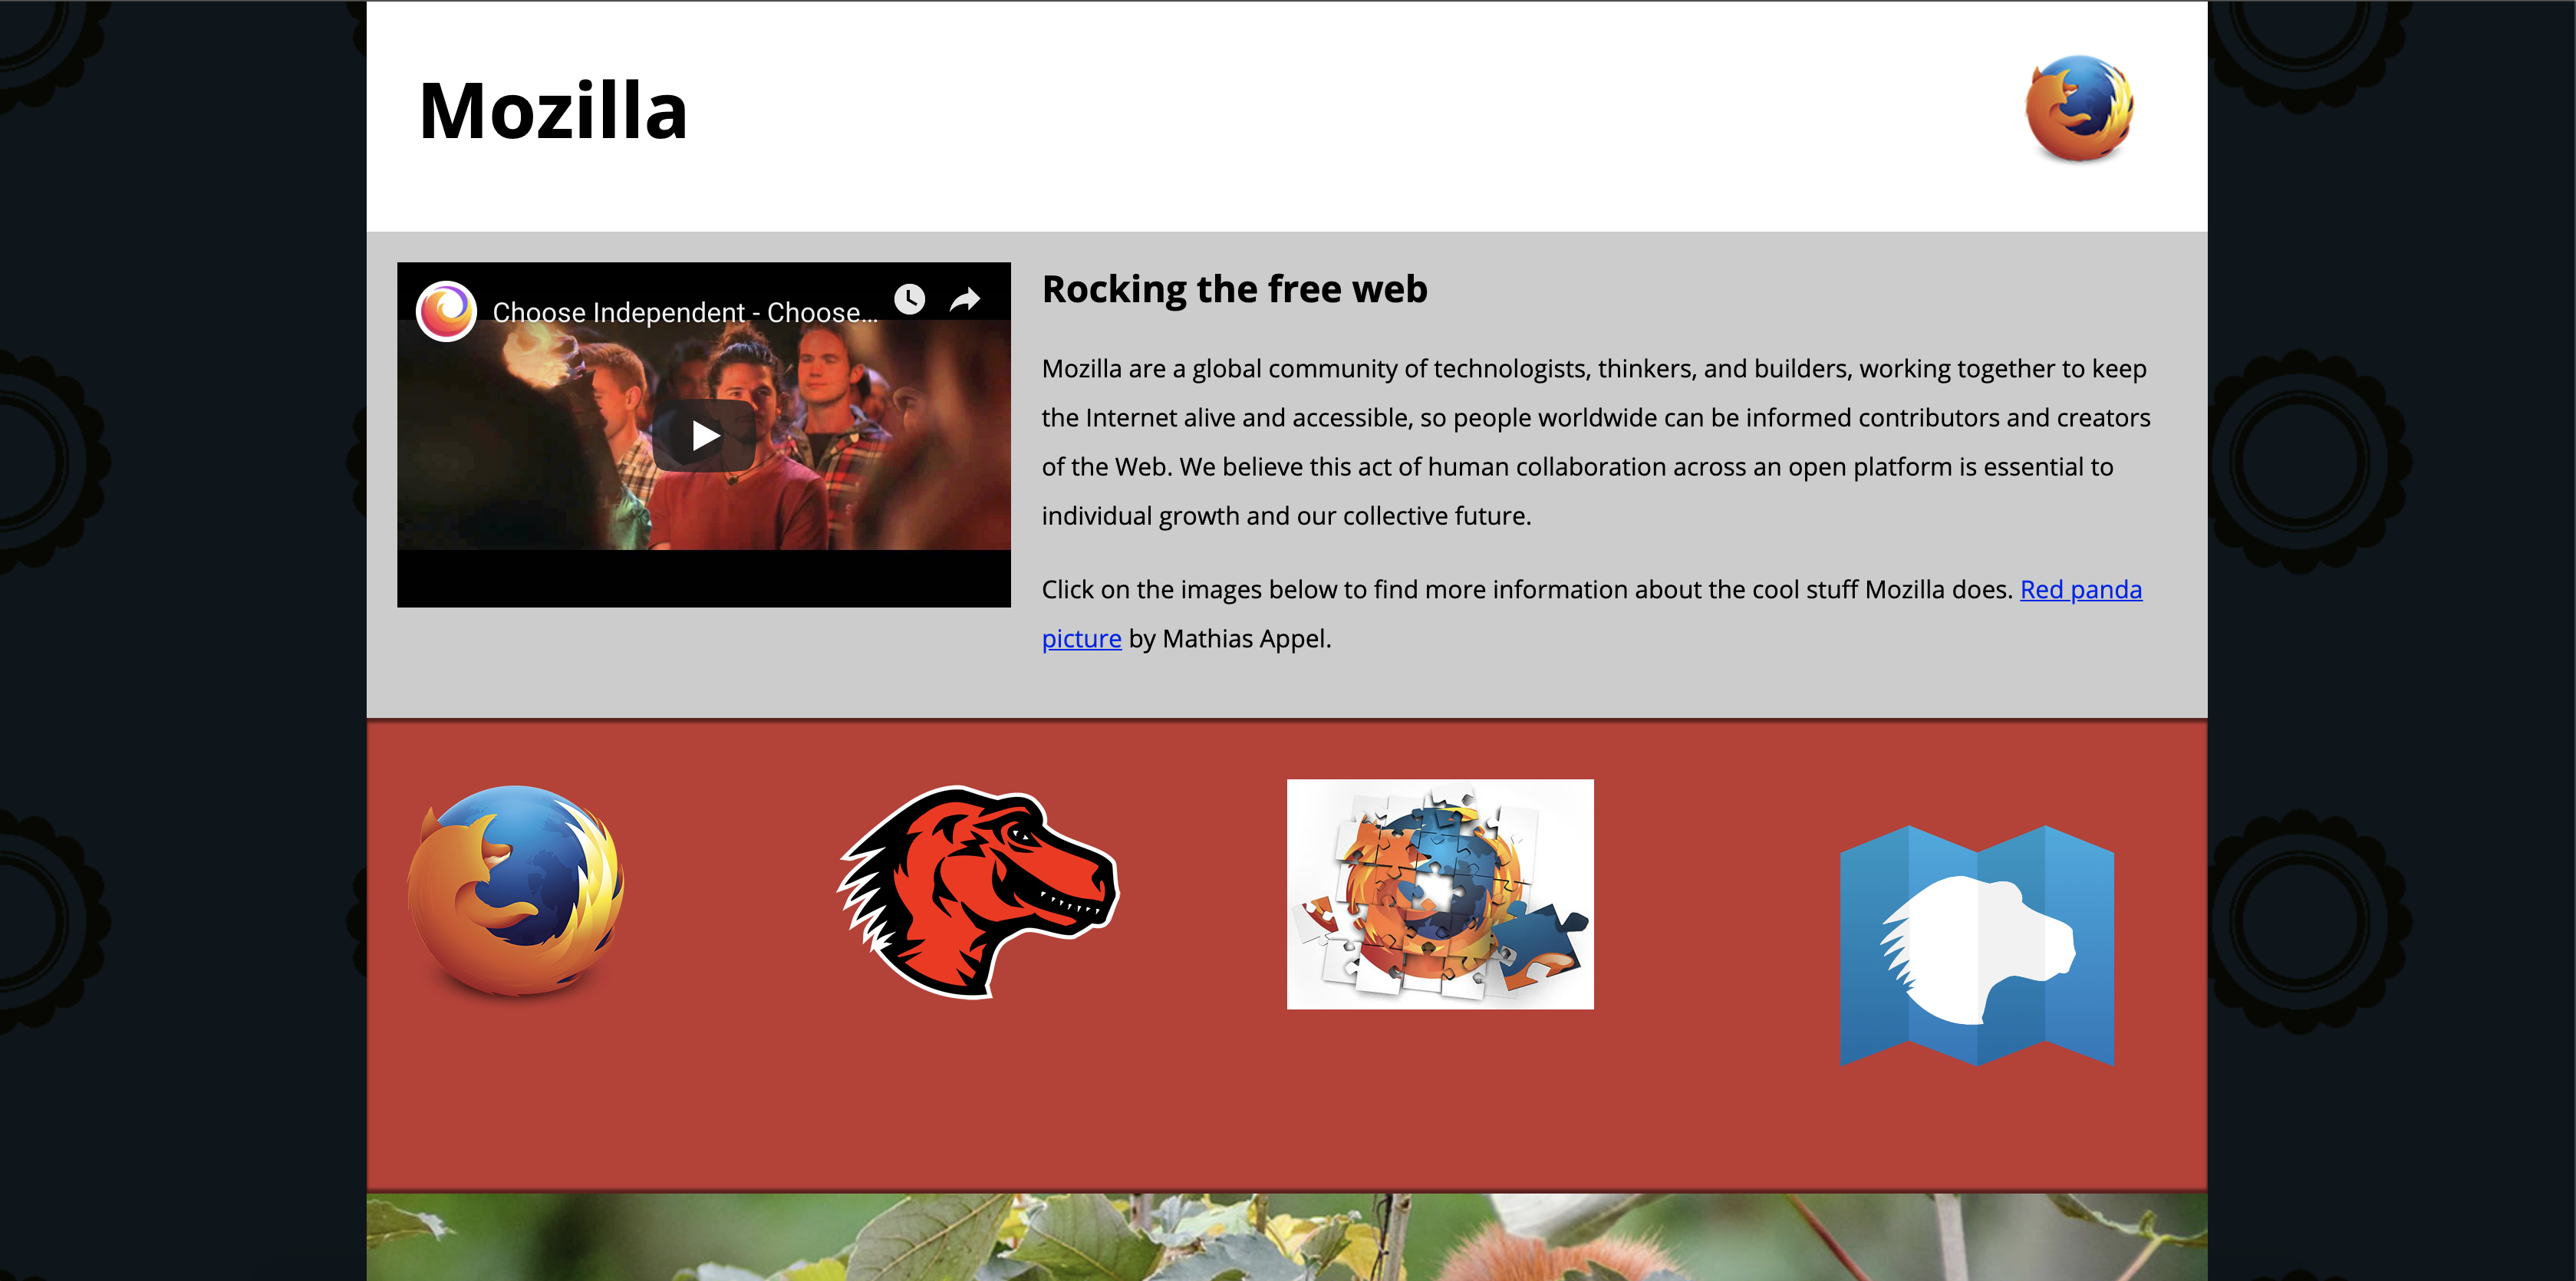 Mozilla
Choose Independent - Choose...
Rocking the free web
Mozilla are a global community of technologists, thinkers, and builders, working together to keep
the Internet alive and accessible, so people worldwide can be informed contributors and creators
of the Web. We believe this act of human collaboration across an open platform is essential to
individual growth and our collective future.
Click on the images below to find more information about the cool stuff Mozilla does. Red panda
picture by Mathias Appel.